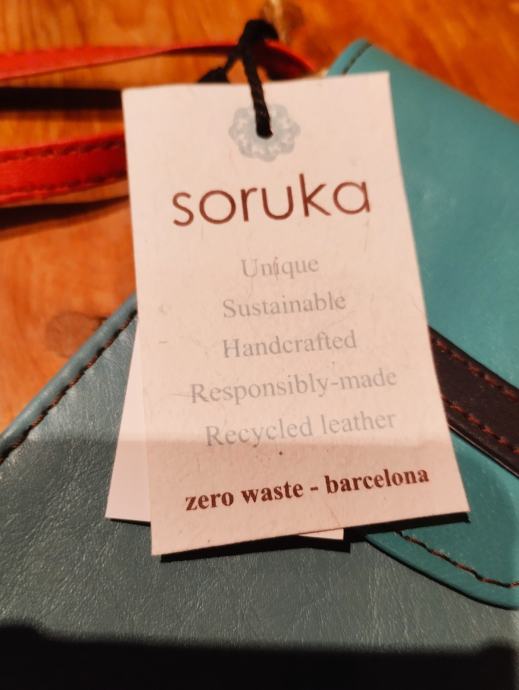 soruka
Unique
Sustainable
Handcrafted
Responsibly-made
Recycled leather
zero waste - barcelona